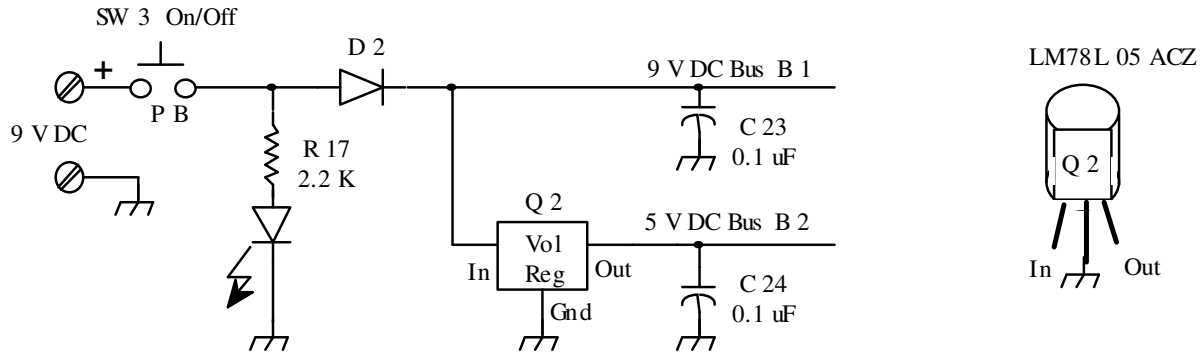 SW 3 On/Off
D 2
9 V DC Bus B 1
LM78L 05 ACZ
+
P B
9 V DC
R 17
2.2 K
C 23
0.1 uF
Q 2
Q 2
Vol
Reg
In
Out
Gnd
5 V DC Bus B 2
C 24
0.1 uF
In
Out